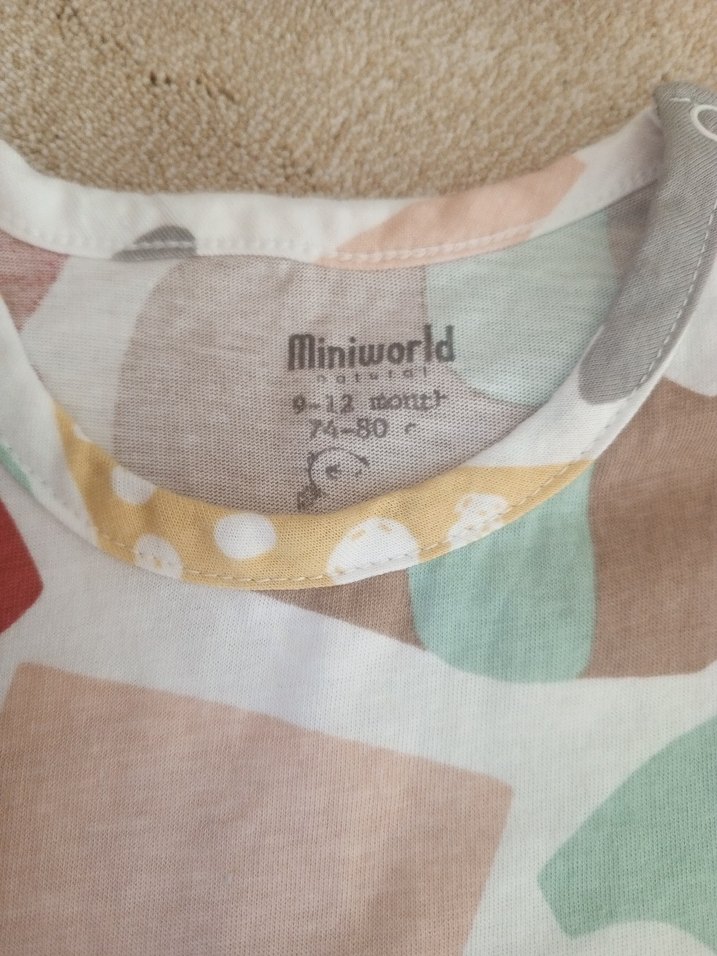 Miniworld
natural
9-12 month
74-80 c